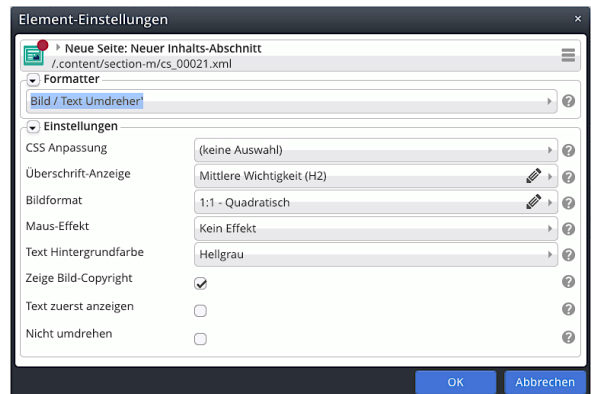 Element-Einstellungen ×
Neue Seite: Neuer Inhalts-Abschnitt
/.content/section-m/cs_00021.xml
Formatter
Bild / Text Umdreher'
Einstellungen
CSS Anpassung (keine Auswahl)
Überschrift-Anzeige Mittlere Wichtigkeit (H2)
Bildformat 1:1 - Quadratisch
Maus-Effekt Kein Effekt
Text Hintergrundfarbe Hellgrau
Zeige Bild-Copyright
Text zuerst anzeigen
Nicht umdrehen
OK Abbrechen